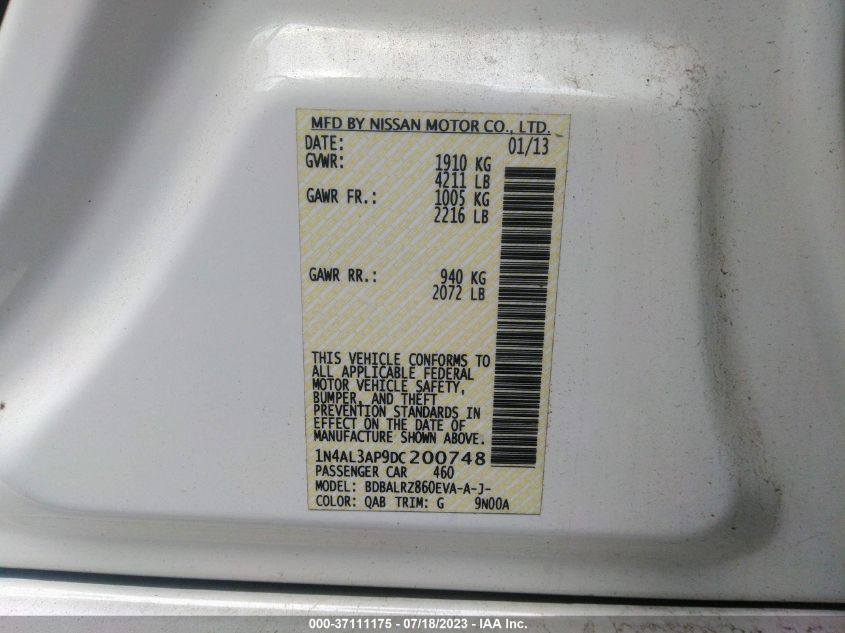 MFD BY NISSAN MOTOR CO., LTD.
DATE: 01/13
GVWR: 1910 KG
4211 LB
GAWR FR.: 1005 KG
2216 LB
GAWR RR.: 940 KG
2072 LB
THIS VEHICLE CONFORMS TO
ALL APPLICABLE FEDERAL
MOTOR VEHICLE SAFETY,
BUMPER, AND THEFT
PREVENTION STANDARDS IN
EFFECT ON THE DATE OF
MANUFACTURE SHOWN ABOVE.
1N4AL3AP9DC200748
PASSENGER CAR 460
MODEL: BDBALRZ860EVA-A-J-
COLOR: QAB TRIM: G 9N00A
000-37111175 - 07/18/2023 - IAA Inc.